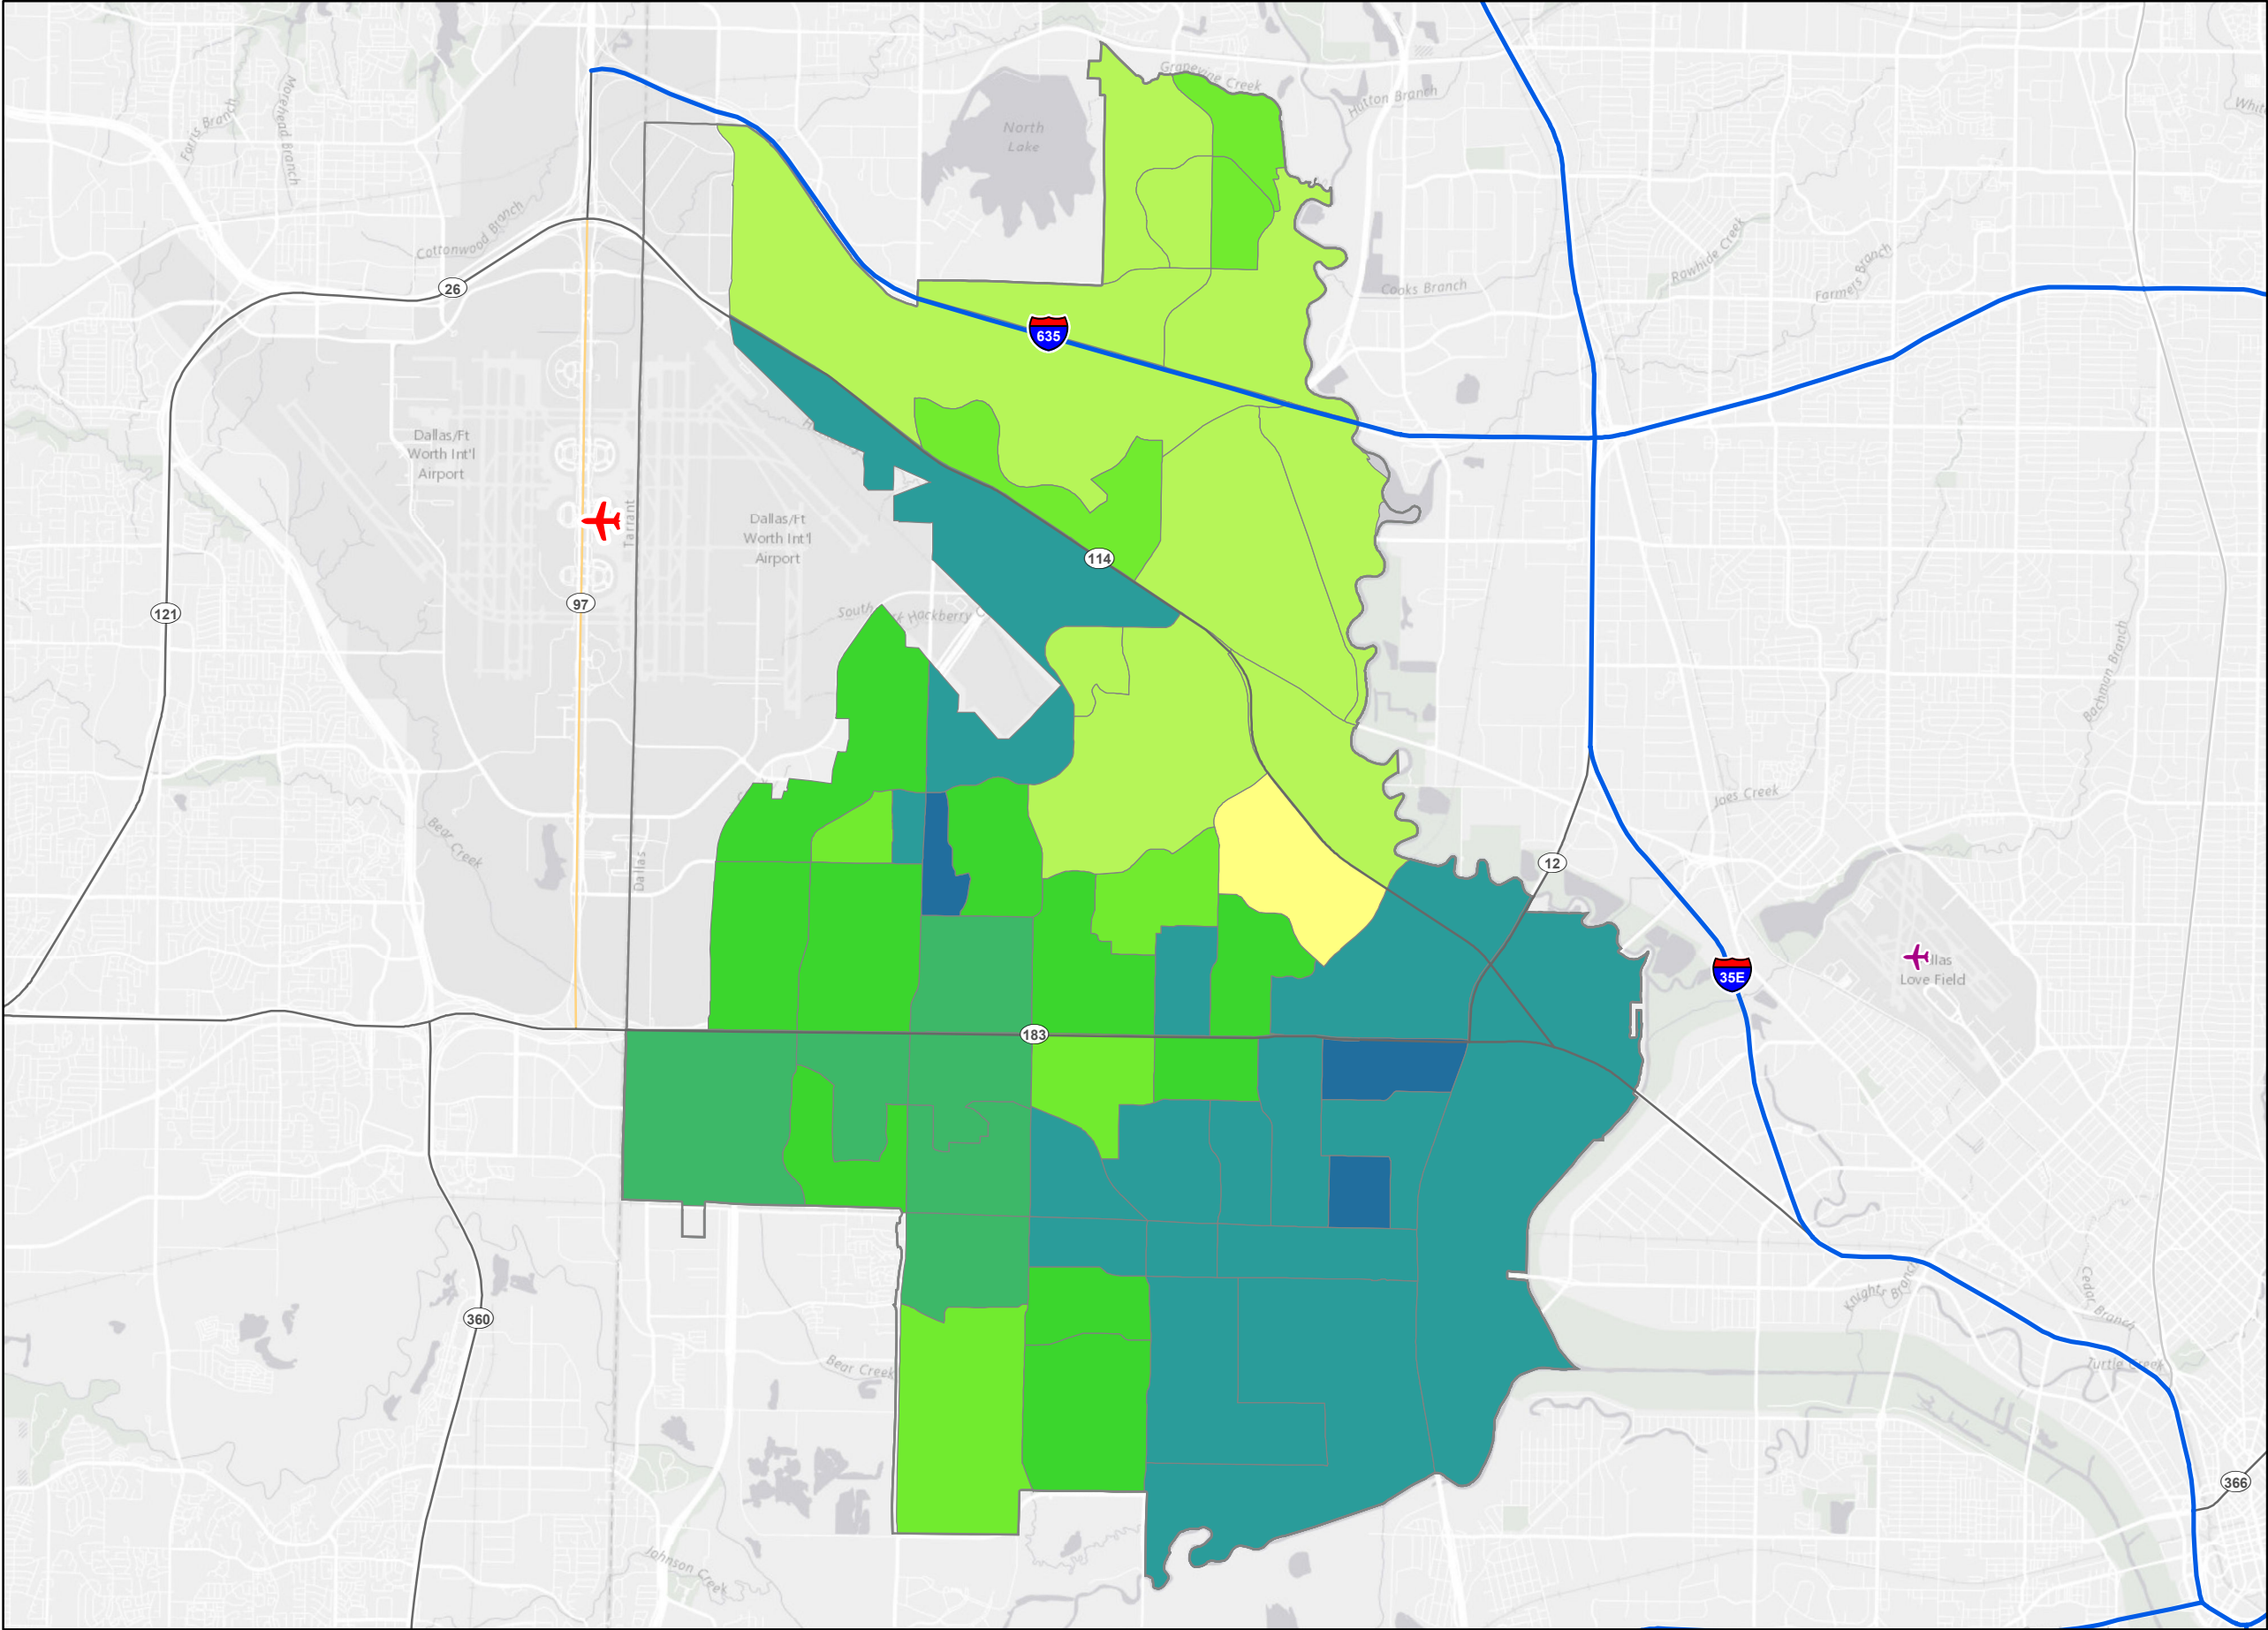 Grapevine Creek
Hutton Branch
Farris Branch
Morehead Branch
North
Lake
Cottonwood Branch
26
Rawhide Creek
Farmers Branch
Cooks Branch
635
Dallas/Ft
Worth Int'l
Airport
Dallas/Ft
Worth Int'l
Airport
Tarrant
114
97
121
South
Hackberry
Bachman Branch
Joes Creek
Bear Creek
Dallas
12
35E
llas
Love Field
183
Knights Branch
Cedar Branch
360
Bear Creek
Turtle Creek
366
Johnson Creek